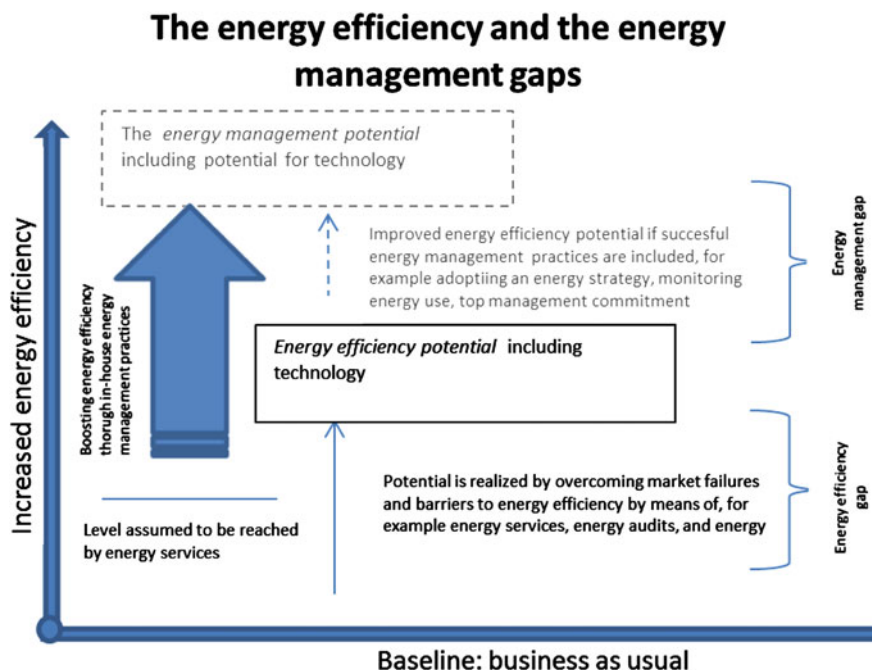 The energy efficiency and the energy
management gaps
The energy management potential
including potential for technology
Improved energy efficiency potential if succesful
energy management practices are included, for
example adoptiing an energy strategy, monitoring
energy use, top management commitment
Energy
management gap
Increased energy efficiency
Boosting energy efficiency
thorugh in-house energy
management practices
Energy efficiency potential including
technology
Potential is realized by overcoming market failures
and barriers to energy efficiency by means of, for
example energy services, energy audits, and energy
Energy efficiency
gap
Level assumed to be reached
by energy services
Baseline: business as usual